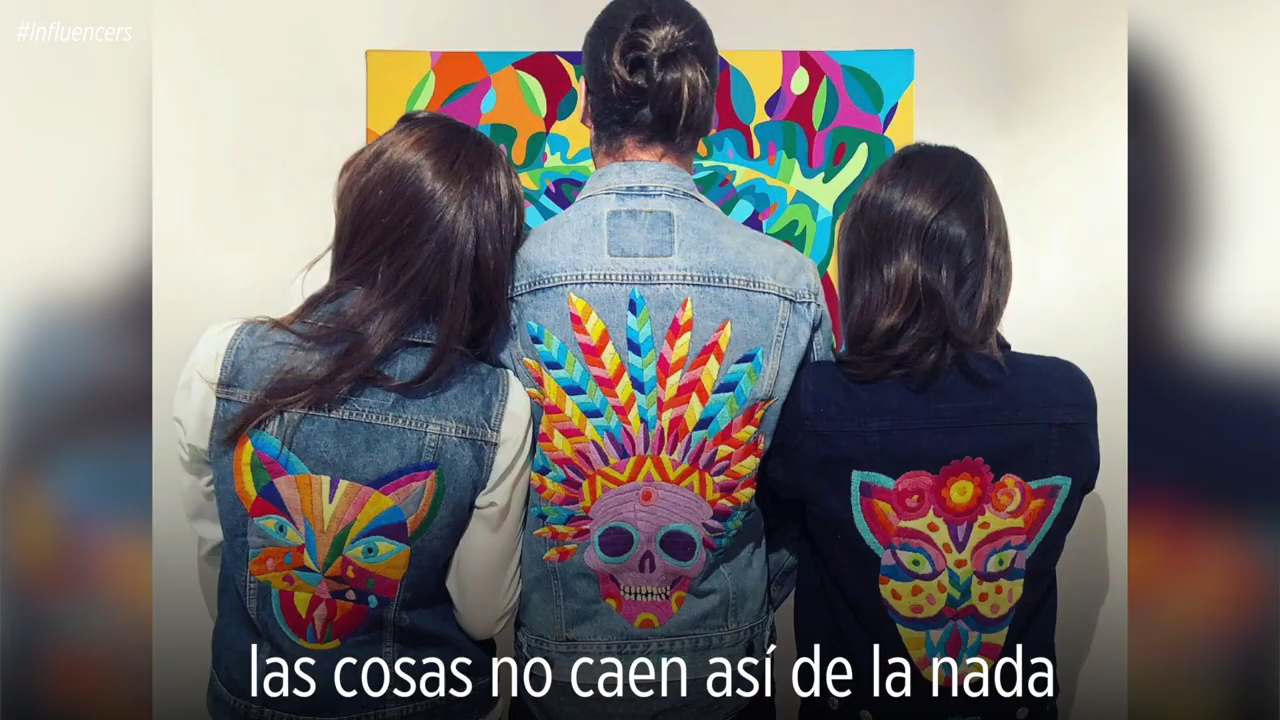 #Influencers
las cosas no caen así de la nada